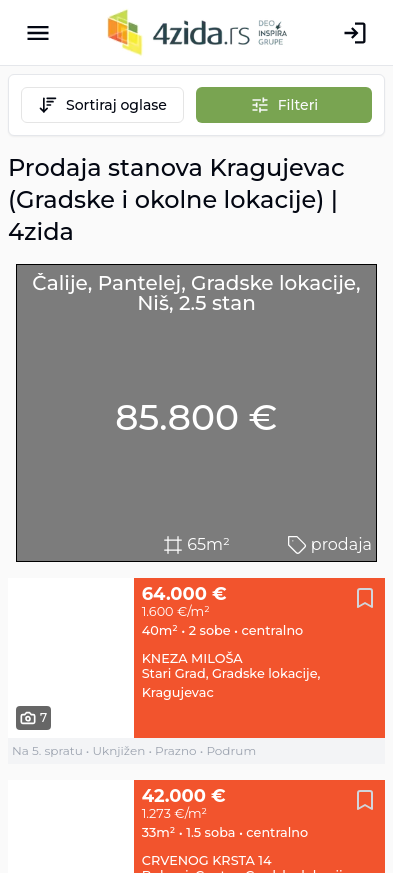 4zida.rs
DEO
INSPIRA
GRUPE
Sortiraj oglase
Filteri
Prodaja stanova Kragujevac
(Gradske i okolne lokacije) |
4zida
Čalije, Pantelej, Gradske lokacije,
Niš, 2.5 stan
85.800 €
65m²
prodaja
64.000 €
1.600 €/m²
40m² • 2 sobe • centralno
KNEZA MILOŠA
Stari Grad, Gradske lokacije,
Kragujevac
7
Na 5. spratu • Uknjižen • Prazno • Podrum
42.000 €
1.273 €/m²
33m² • 1.5 soba • centralno
CRVENOG KRSTA 14